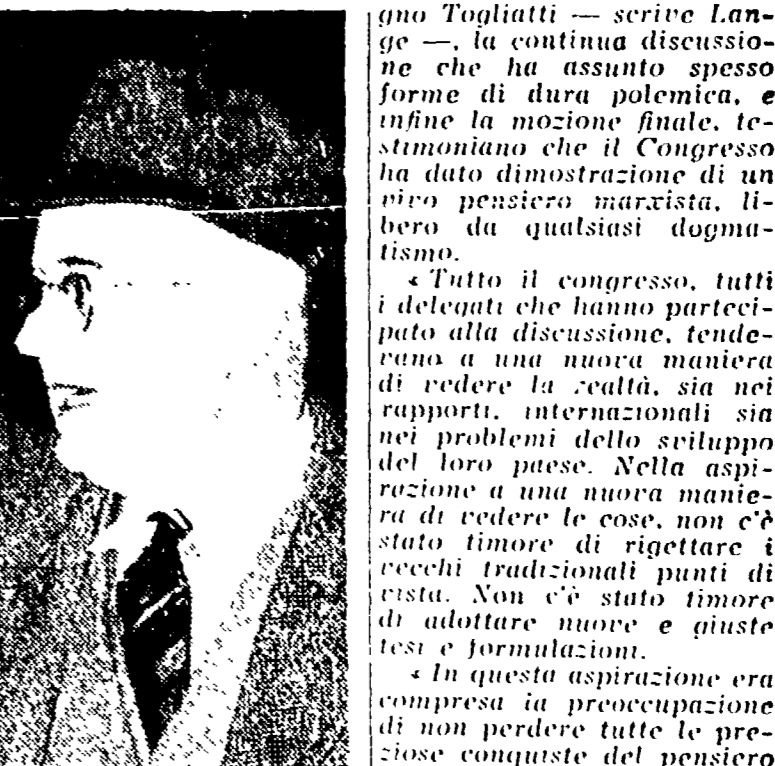 gno Togliatti — scrive Lan-
ge —, la continua discussio-
ne che ha assunto spesso
forme di dura polemica, e
infine la mozione finale, te-
stimoniano che il Congresso
ha dato dimostrazione di un
vivo pensiero marxista, li-
bero da qualsiasi dogma-
tismo.
« Tutto il congresso, tutti
i delegati che hanno parteci-
pato alla discussione, tende-
vano a una nuova maniera
di vedere la realtà, sia nei
rapporti, internazionali sia
nei problemi dello sviluppo
del loro paese. Nella aspi-
razione a una nuova manie-
ra di vedere le cose, non c'è
stato timore di rigettare i
vecchi tradizionali punti di
vista. Non c'è stato timore
di adottare nuove e giuste
tesi e formulazioni.
« In questa aspirazione era
compresa la preoccupazione
di non perdere tutte le pre-
ziose conquiste del pensiero